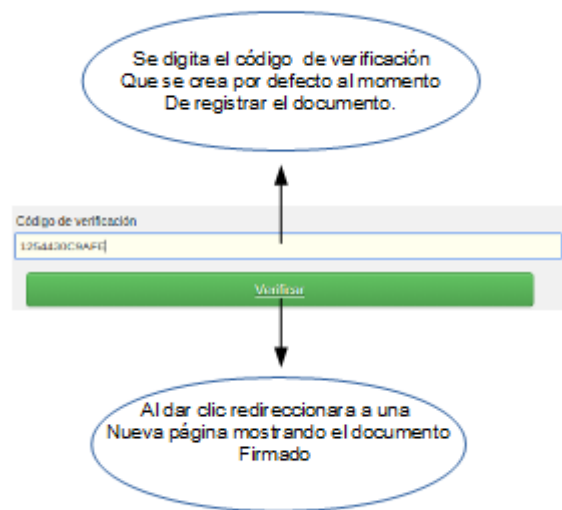 Se digita el código de verificación
Que se crea por defecto al momento
De registrar el documento.
Código de verificación
1254430C9AFE
Verificar
Al dar clic redireccionara a una
Nueva página mostrando el documento
Firmado